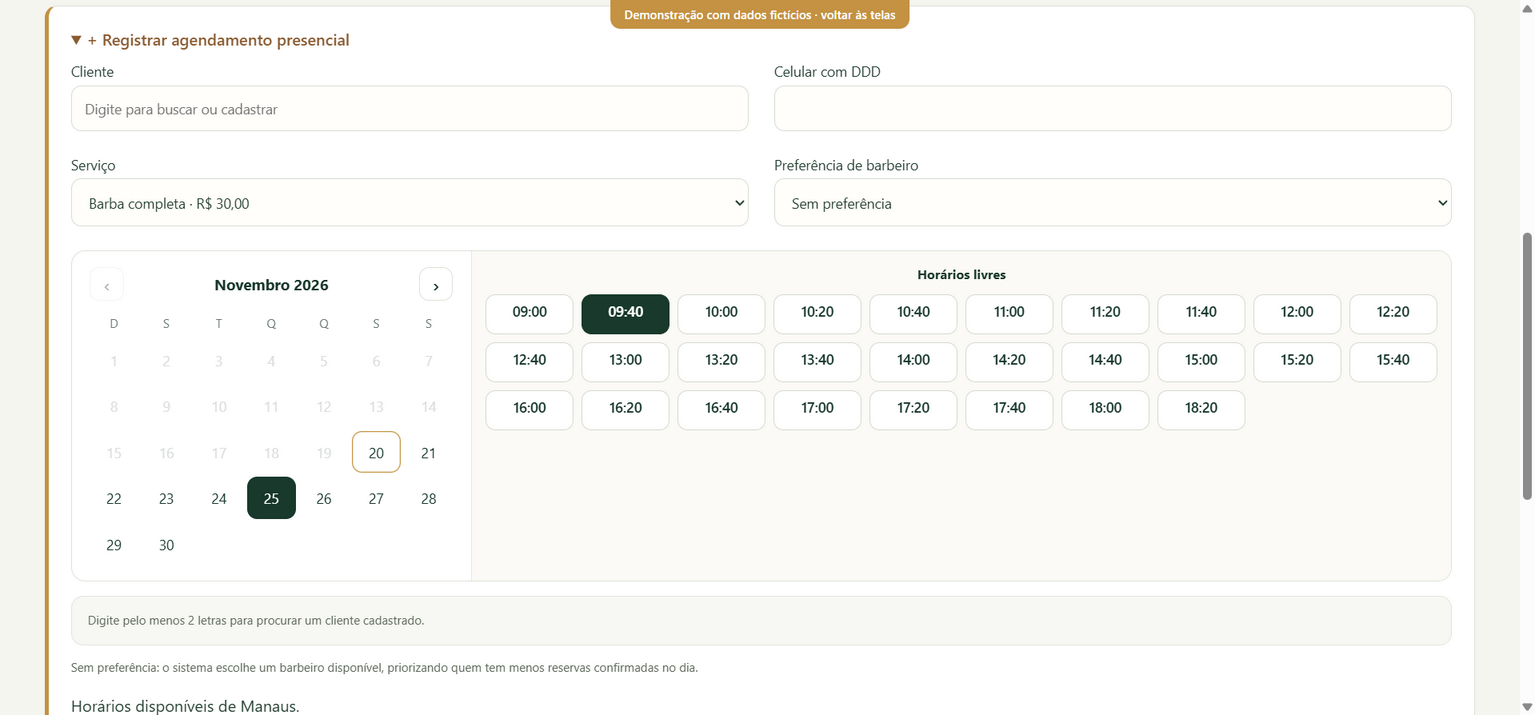 Demonstração com dados fictícios · voltar às telas
▼ + Registrar agendamento presencial
Cliente Celular com DDD
Digite para buscar ou cadastrar
Serviço Preferência de barbeiro
Barba completa · R$ 30,00 Sem preferência
‹ Novembro 2026 ›
D S T Q Q S S
1 2 3 4 5 6 7
8 9 10 11 12 13 14
15 16 17 18 19 20 21
22 23 24 25 26 27 28
29 30
Horários livres
09:00 09:40 10:00 10:20 10:40 11:00 11:20 11:40 12:00 12:20
12:40 13:00 13:20 13:40 14:00 14:20 14:40 15:00 15:20 15:40
16:00 16:20 16:40 17:00 17:20 17:40 18:00 18:20
Digite pelo menos 2 letras para procurar um cliente cadastrado.
Sem preferência: o sistema escolhe um barbeiro disponível, priorizando quem tem menos reservas confirmadas no dia.
Horários disponíveis de Manaus.